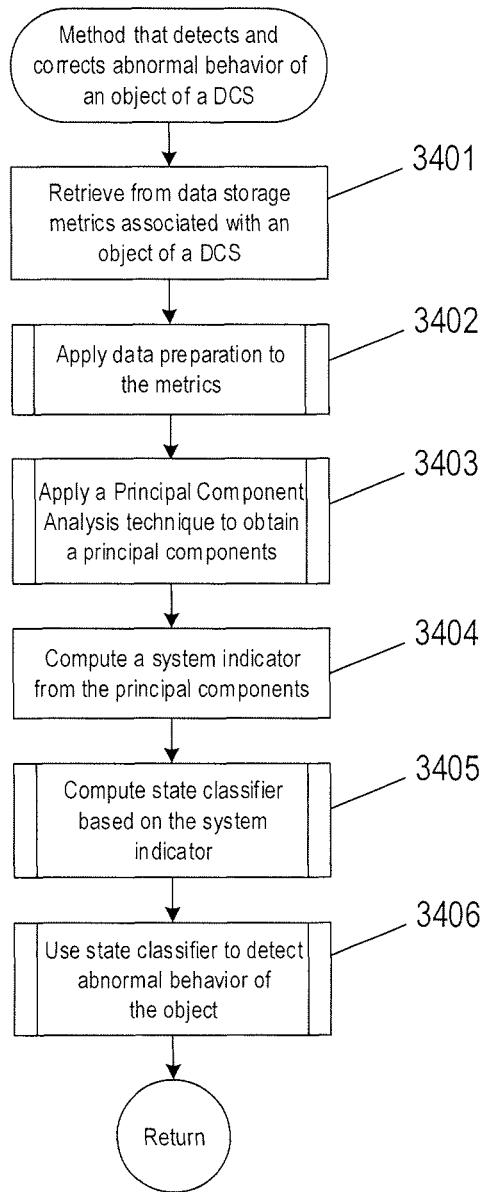 Method that detects and
corrects abnormal behavior of
an object of a DCS
3401
Retrieve from data storage
metrics associated with an
object of a DCS
3402
Apply data preparation to
the metrics
3403
Apply a Principal Component
Analysis technique to obtain
a principal components
3404
Compute a system indicator
from the principal components
3405
Compute state classifier
based on the system
indicator
3406
Use state classifier to detect
abnormal behavior of
the object
Return